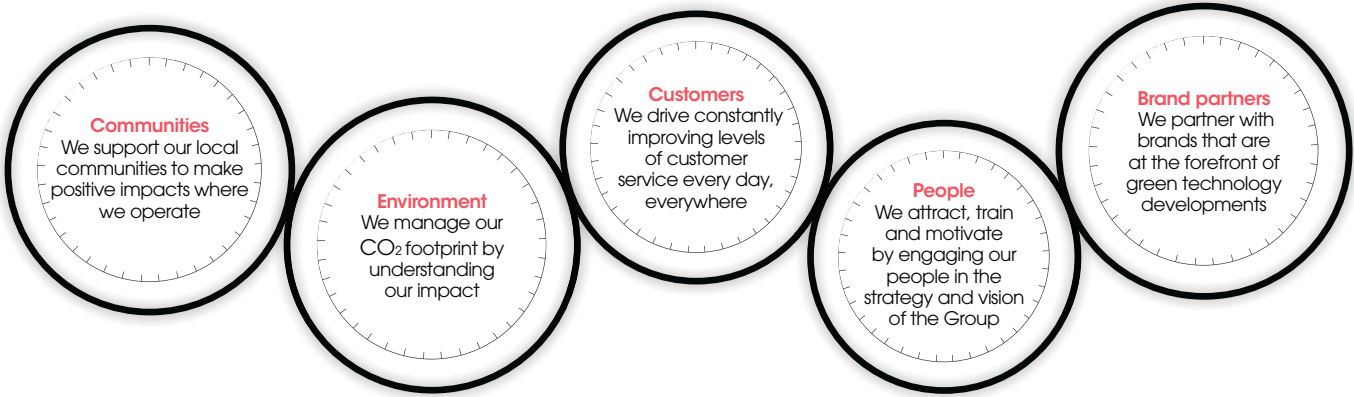 Communities
We support our local
communities to make
positive impacts where
we operate
Environment
We manage our
CO2 footprint by
understanding
our impact
Customers
We drive constantly
improving levels
of customer
service every day,
everywhere
People
We attract, train
and motivate
by engaging our
people in the
strategy and vision
of the Group
Brand partners
We partner with
brands that are
at the forefront of
green technology
developments